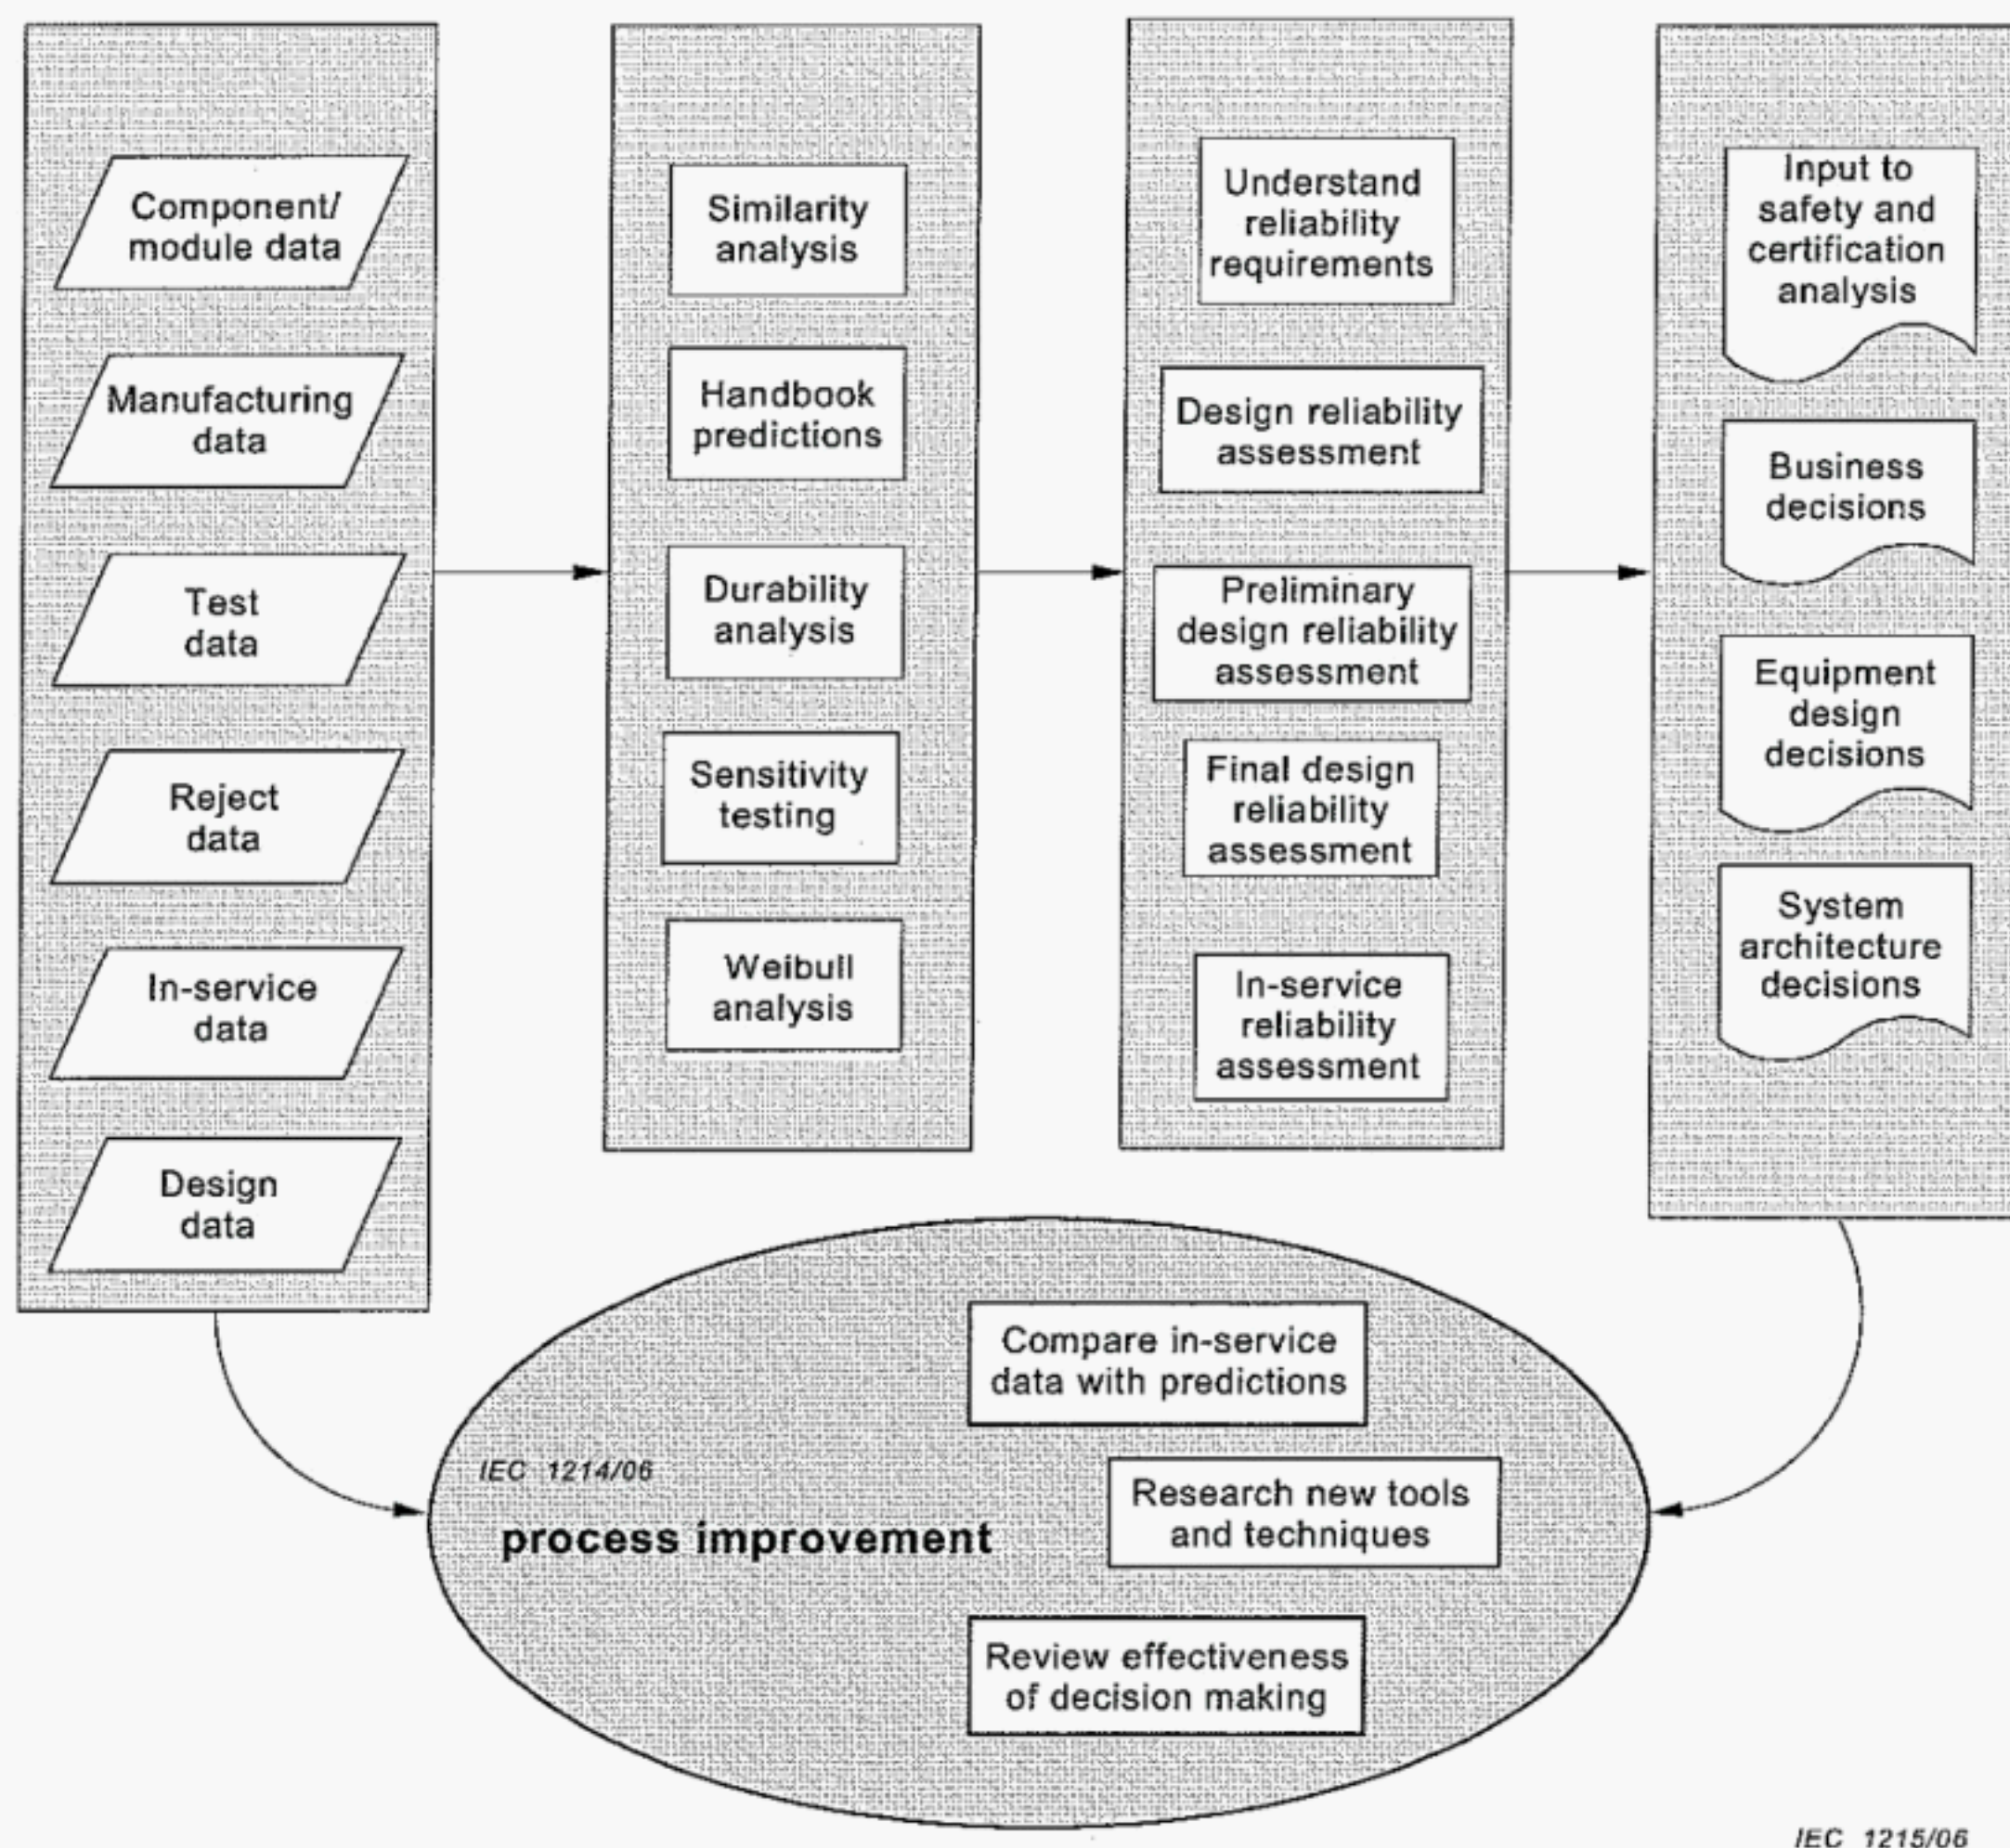 Component/
module data
Manufacturing
data
Test
data
Reject
data
In-service
data
Design
data
Similarity
analysis
Handbook
predictions
Durability
analysis
Sensitivity
testing
Weibull
analysis
Understand
reliability
requirements
Design reliability
assessment
Preliminary
design reliability
assessment
Final design
reliability
assessment
In-service
reliability
assessment
Input to
safety and
certification
analysis
Business
decisions
Equipment
design
decisions
System
architecture
decisions
Compare in-service
data with predictions
IEC 1214/06
process improvement
Research new tools
and techniques
Review effectiveness
of decision making
IEC 1215/06